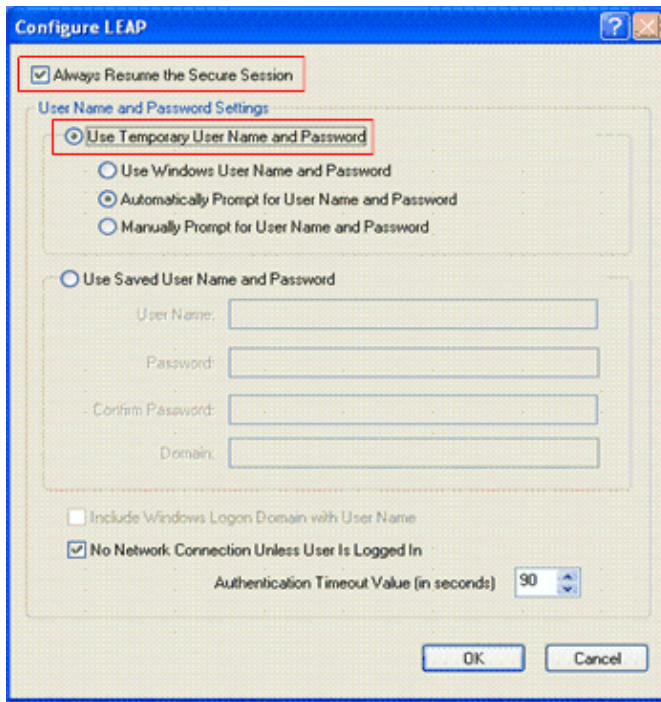 Configure LEAP
Always Resume the Secure Session
User Name and Password Settings
Use Temporary User Name and Password
Use Windows User Name and Password
Automatically Prompt for User Name and Password
Manually Prompt for User Name and Password
Use Saved User Name and Password
User Name:
Password:
Confirm Password:
Domain:
Include Windows Logon Domain with User Name
No Network Connection Unless User Is Logged In
Authentication Timeout Value (in seconds) 90
OK Cancel